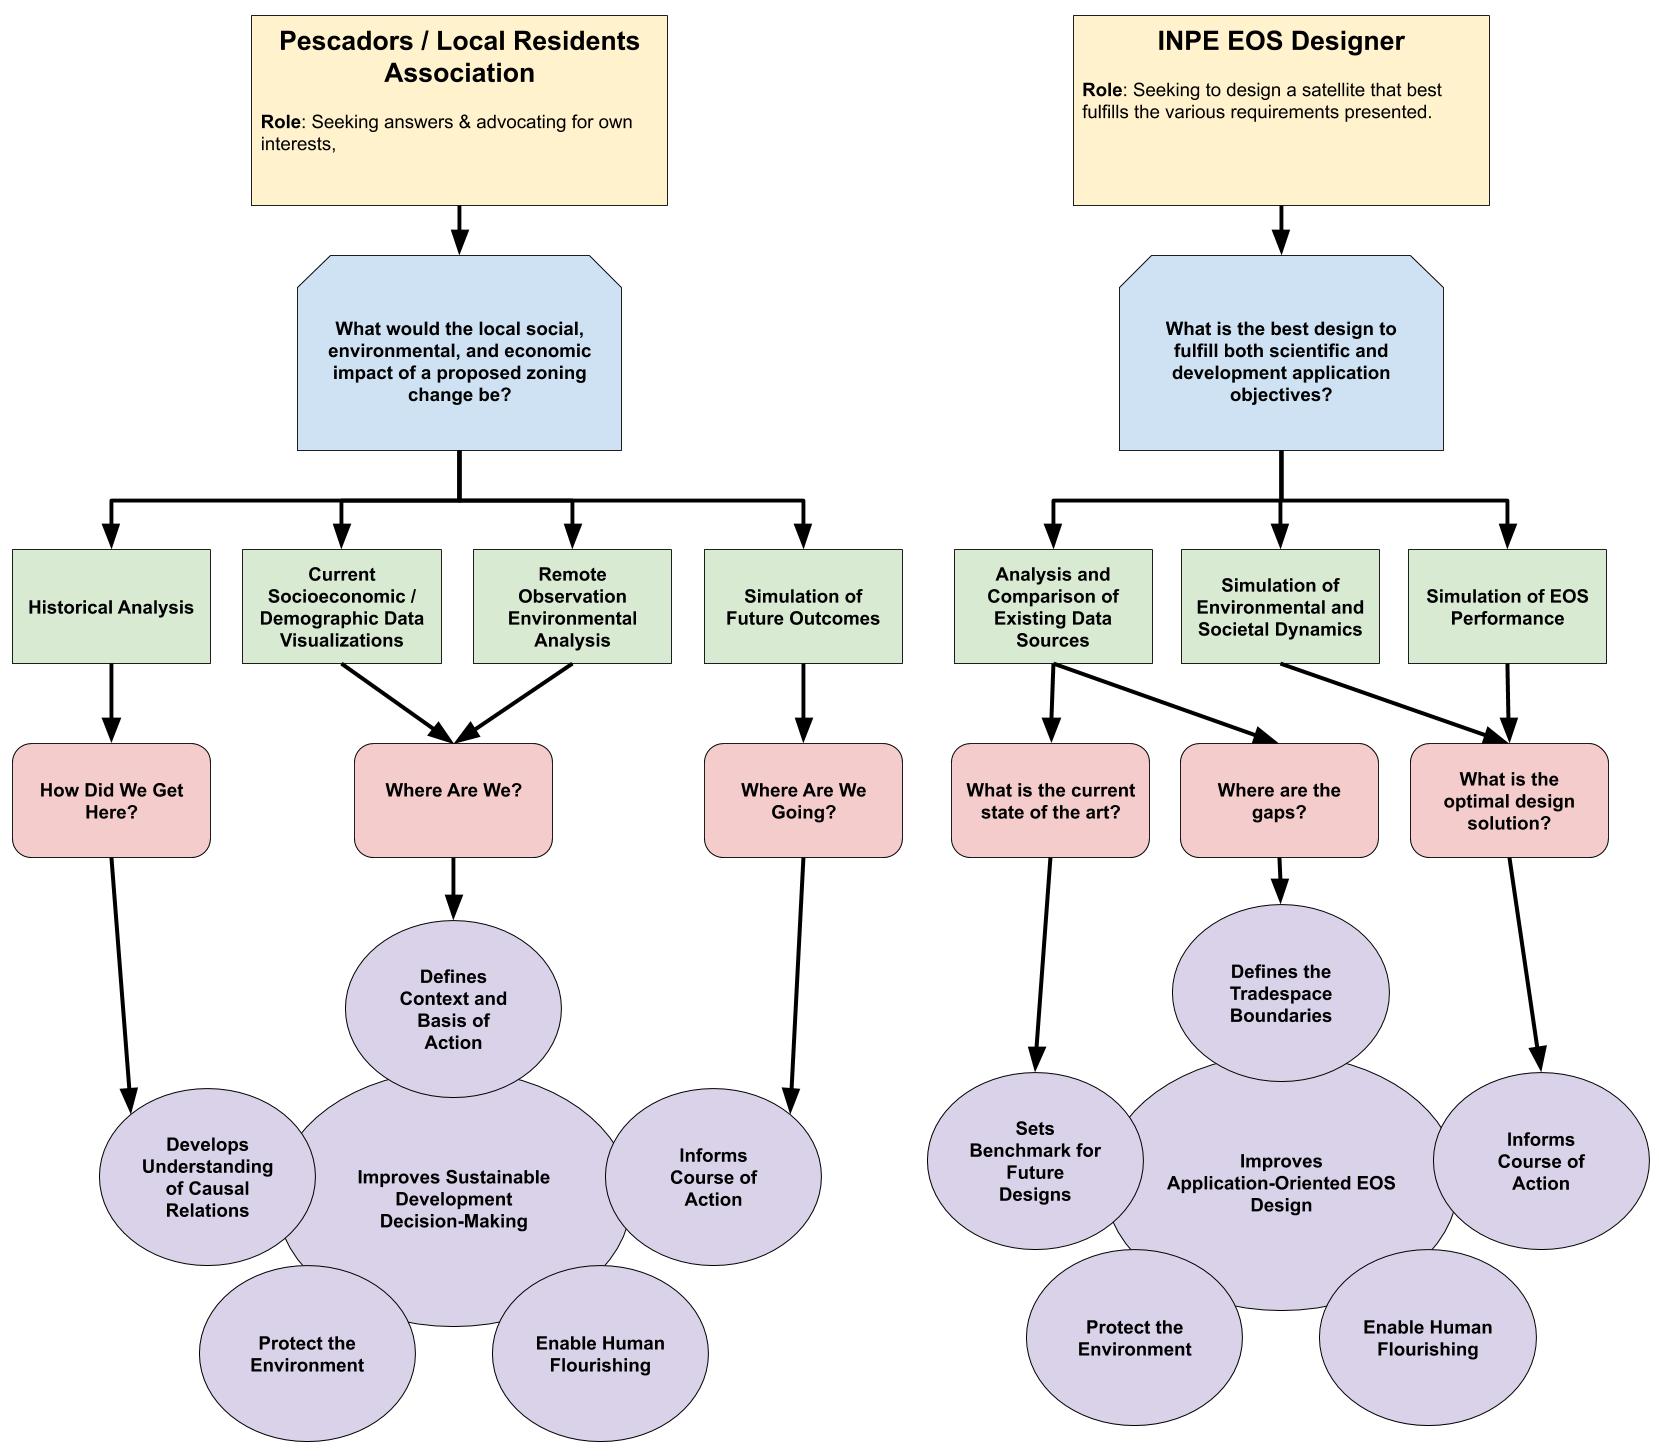 Pescadors / Local Residents
Association
Role: Seeking answers & advocating for own
interests,
What would the local social,
environmental, and economic
impact of a proposed zoning
change be?
Historical Analysis
Current
Socioeconomic /
Demographic Data
Visualizations
Remote
Observation
Environmental
Analysis
Simulation of
Future Outcomes
How Did We Get
Here?
Where Are We?
Where Are We
Going?
Defines
Context and
Basis of
Action
Develops
Understanding
of Causal
Relations
Improves Sustainable
Development
Decision-Making
Informs
Course of
Action
Protect the
Environment
Enable Human
Flourishing
INPE EOS Designer
Role: Seeking to design a satellite that best
fulfills the various requirements presented.
What is the best design to
fulfill both scientific and
development application
objectives?
Analysis and
Comparison of
Existing Data
Sources
Simulation of
Environmental and
Societal Dynamics
Simulation of EOS
Performance
What is the current
state of the art?
Where are the
gaps?
What is the
optimal design
solution?
Defines the
Tradespace
Boundaries
Sets
Benchmark for
Future
Designs
Improves
Application-Oriented EOS
Design
Informs
Course of
Action
Protect the
Environment
Enable Human
Flourishing